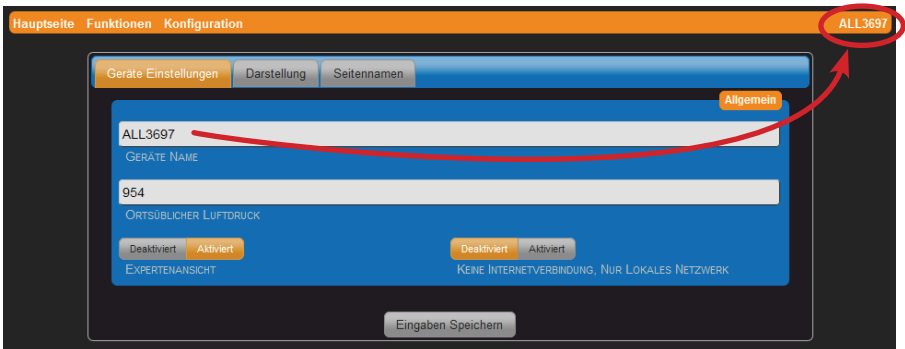 Hauptseite Funktionen Konfiguration ALL3697
Geräte Einstellungen Darstellung Seitennamen
Allgemein
ALL3697
GERÄTE NAME
954
ORTSÜBLICHER LUFTDRUCK
Deaktiviert Aktiviert Deaktiviert Aktiviert
EXPERTENANSICHT KEINE INTERNETVERBINDUNG, NUR LOKALES NETZWERK
Eingaben Speichern